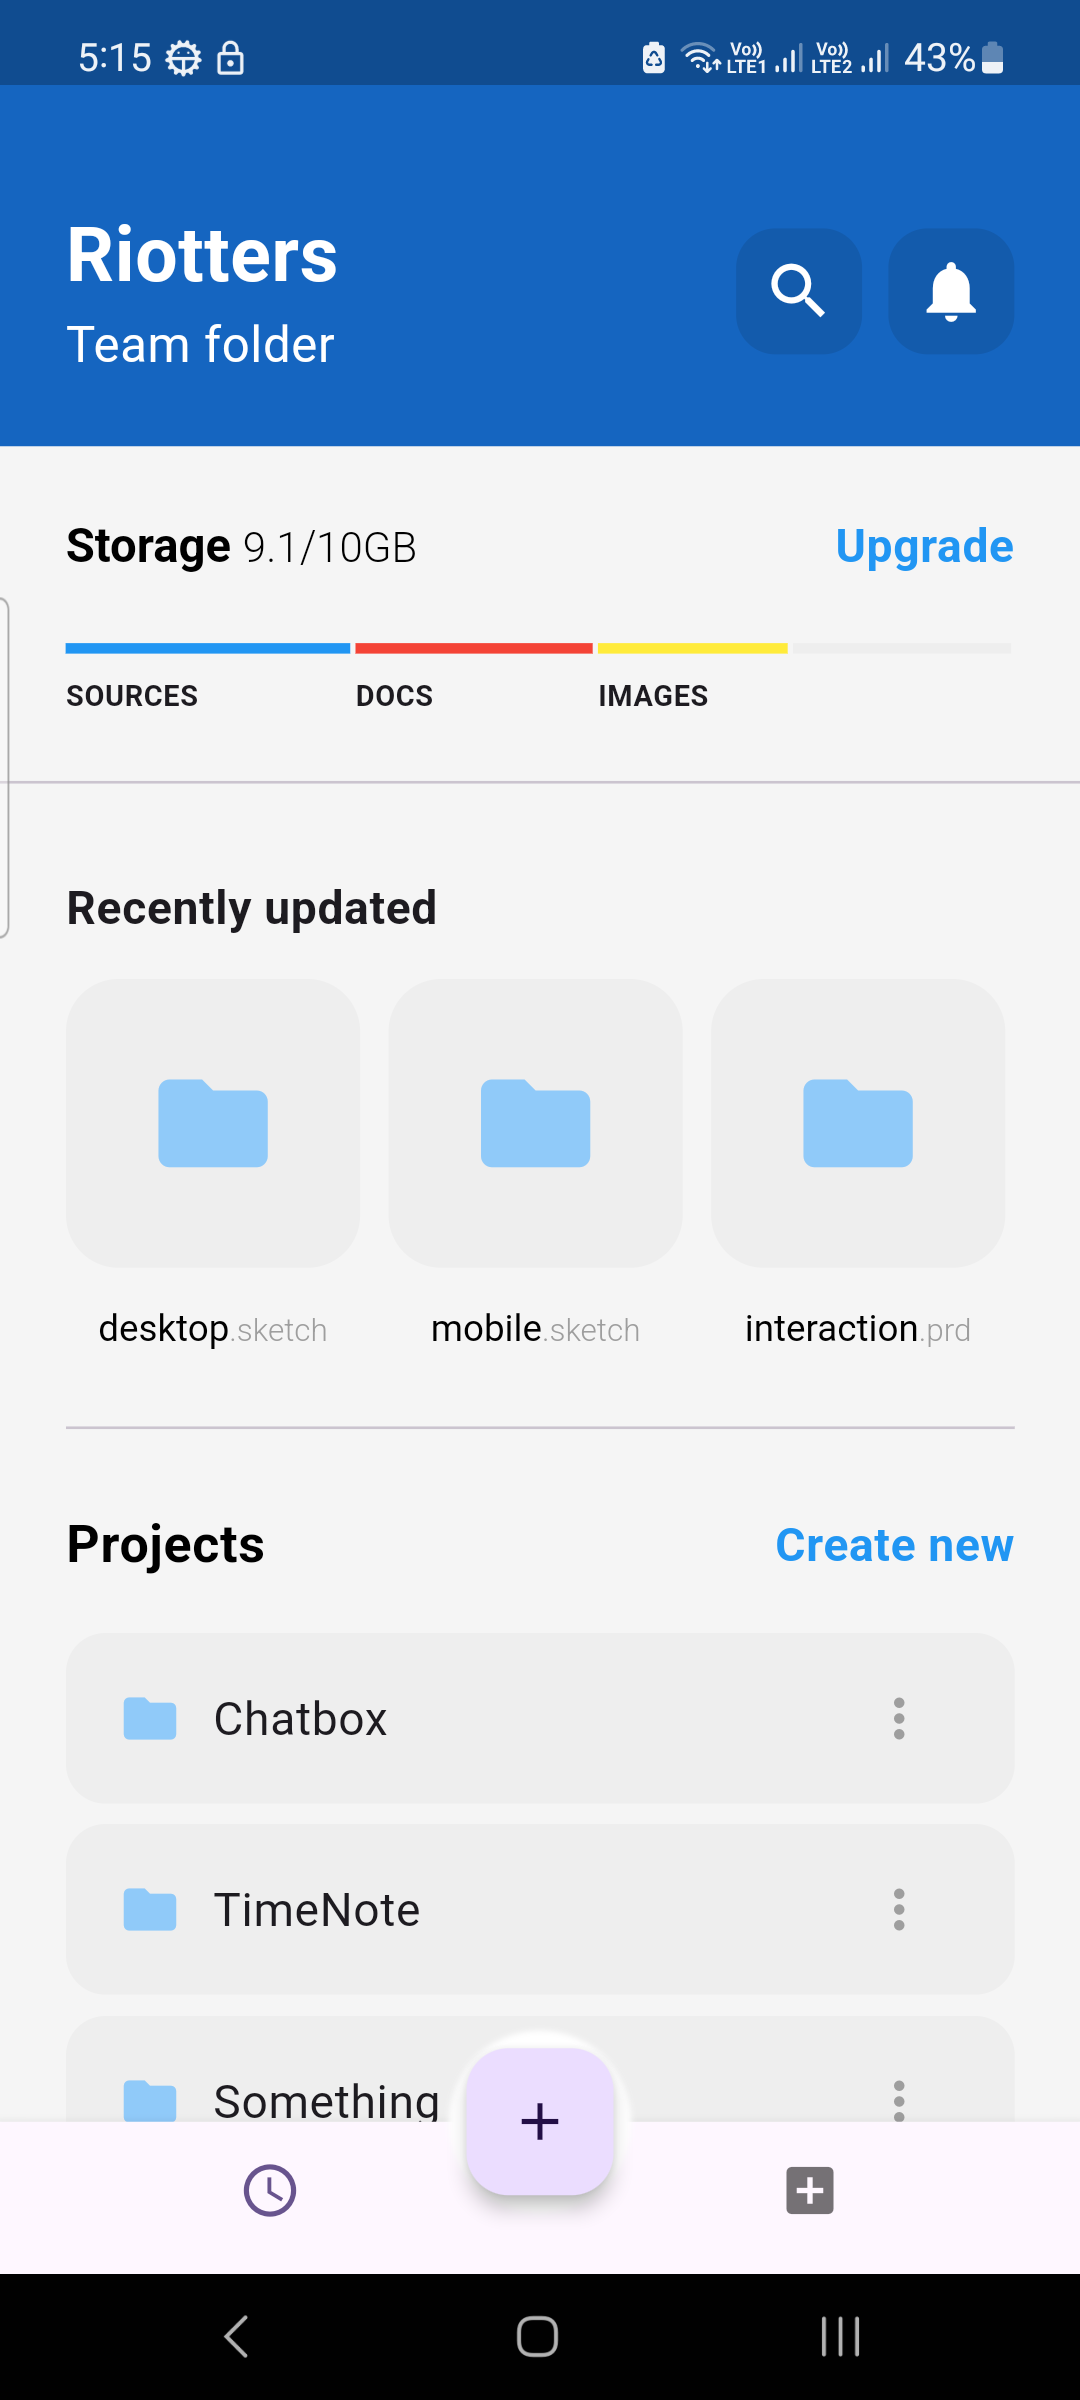 5:15 Vo)) LTE1 Vo)) LTE2 43%
Riotters
Team folder
Storage 9.1/10GB Upgrade
SOURCES DOCS IMAGES
Recently updated
desktop.sketch mobile.sketch interaction.prd
Projects Create new
Chatbox
TimeNote
Something